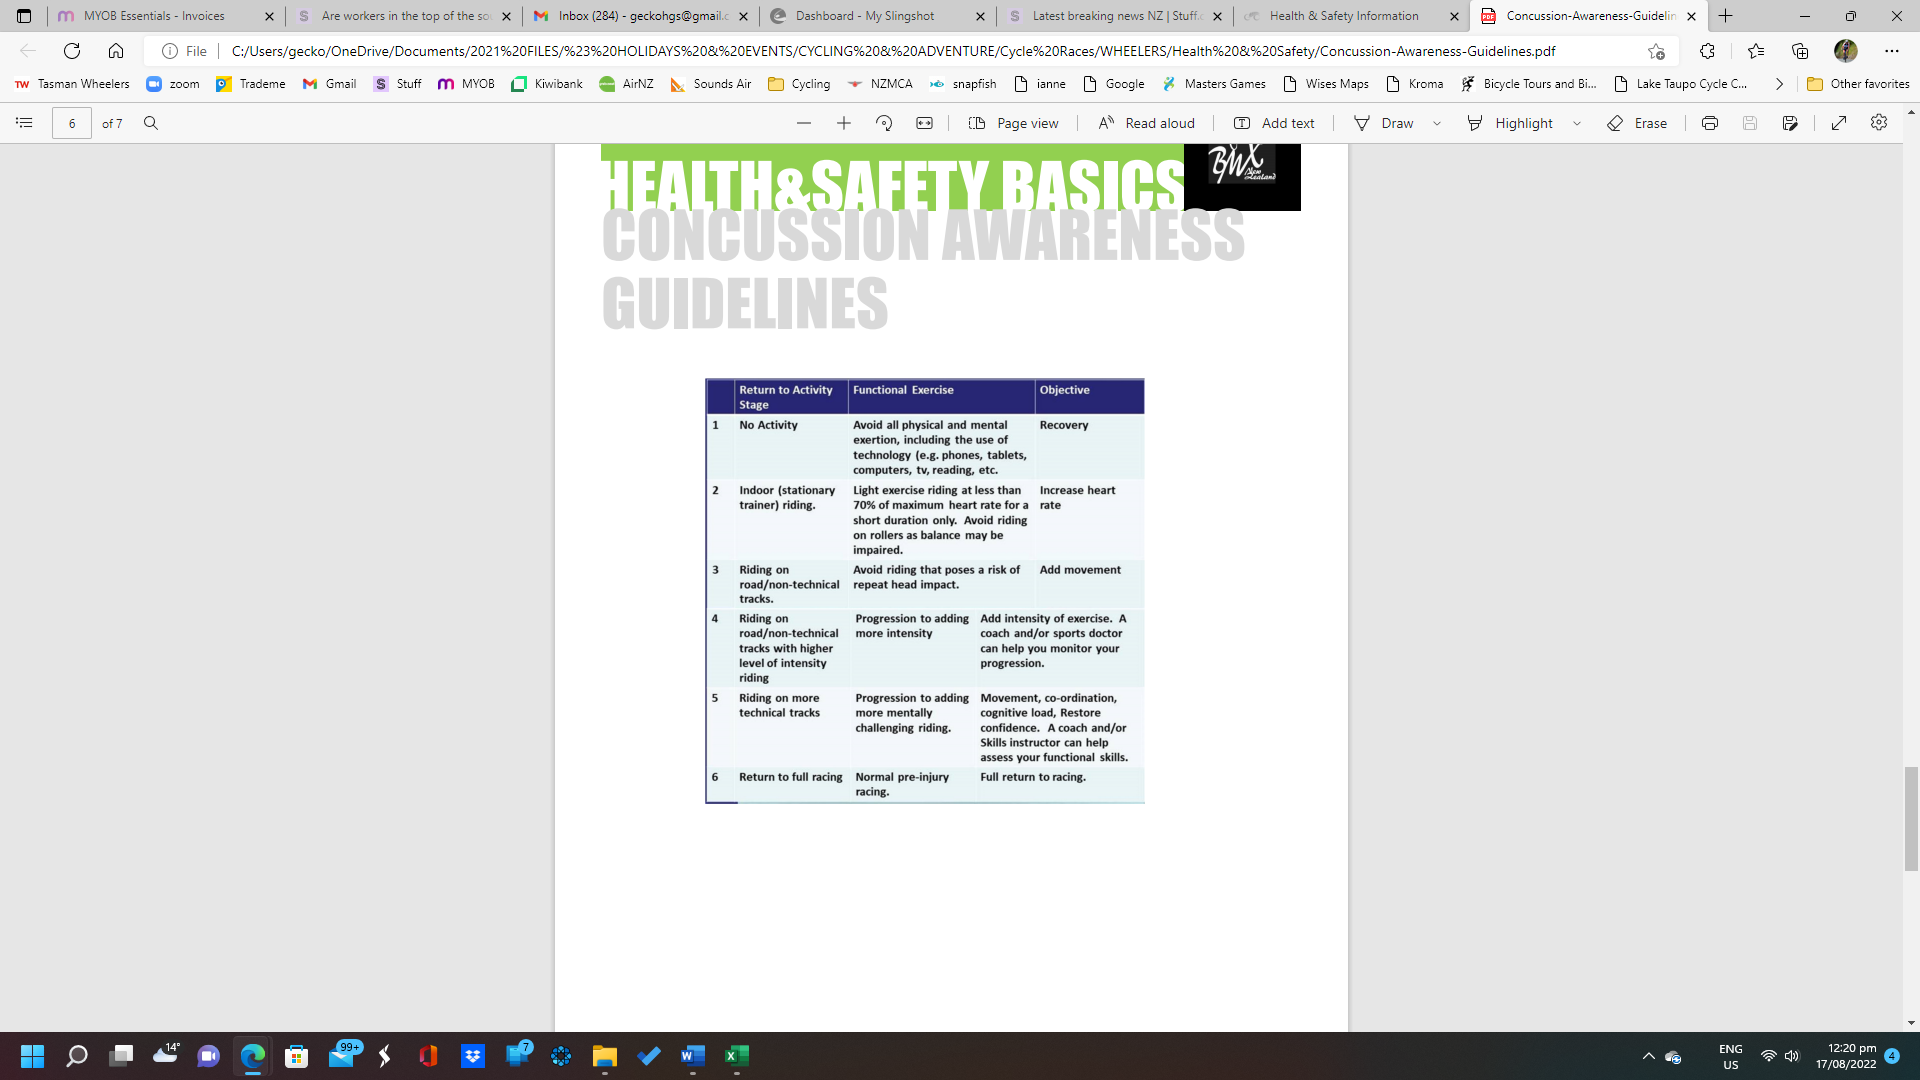 MYOB Essentials - Invoices
Are workers in the top of the so
Inbox (284) - geckohgs@gmail.c
Dashboard - My Slingshot
Latest breaking news NZ | Stuff.c
Health & Safety Information
Concussion-Awareness-Guidelin
File
C:/Users/gecko/OneDrive/Documents/2021%20FILES/%23%20HOLIDAYS%20&%20EVENTS/CYCLING%20&%20ADVENTURE/Cycle%20Races/WHEELERS/Health%20&%20Safety/Concussion-Awareness-Guidelines.pdf
TW Tasman Wheelers zoom Trademe Gmail S Stuff MYOB Kiwibank AirNZ Sounds Air Cycling NZMCA snapfish ianne Google Masters Games Wises Maps Kroma Bicycle Tours and Bi... Lake Taupo Cycle C... Other favorites
6 of 7 Page view Read aloud Add text Draw Highlight Erase
HEALTH&SAFETY BASICS
BMX
New Zealand
CONCUSSION AWARENESS
GUIDELINES
Return to Activity
Stage
Functional Exercise
Objective
1
No Activity
Avoid all physical and mental
exertion, including the use of
technology (e.g. phones, tablets,
computers, tv, reading, etc.
Recovery
2
Indoor (stationary
trainer) riding.
Light exercise riding at less than
70% of maximum heart rate for a
short duration only. Avoid riding
on rollers as balance may be
impaired.
Increase heart
rate
3
Riding on
road/non-technical
tracks.
Avoid riding that poses a risk of
repeat head impact.
Add movement
4
Riding on
road/non-technical
tracks with higher
level of intensity
riding
Progression to adding
more intensity
Add intensity of exercise. A
coach and/or sports doctor
can help you monitor your
progression.
5
Riding on more
technical tracks
Progression to adding
more mentally
challenging riding.
Movement, co-ordination,
cognitive load, Restore
confidence. A coach and/or
Skills instructor can help
assess your functional skills.
6
Return to full racing
Normal pre-injury
racing.
Full return to racing.
14°
99+
7
ENG
US
12:20 pm
17/08/2022
4